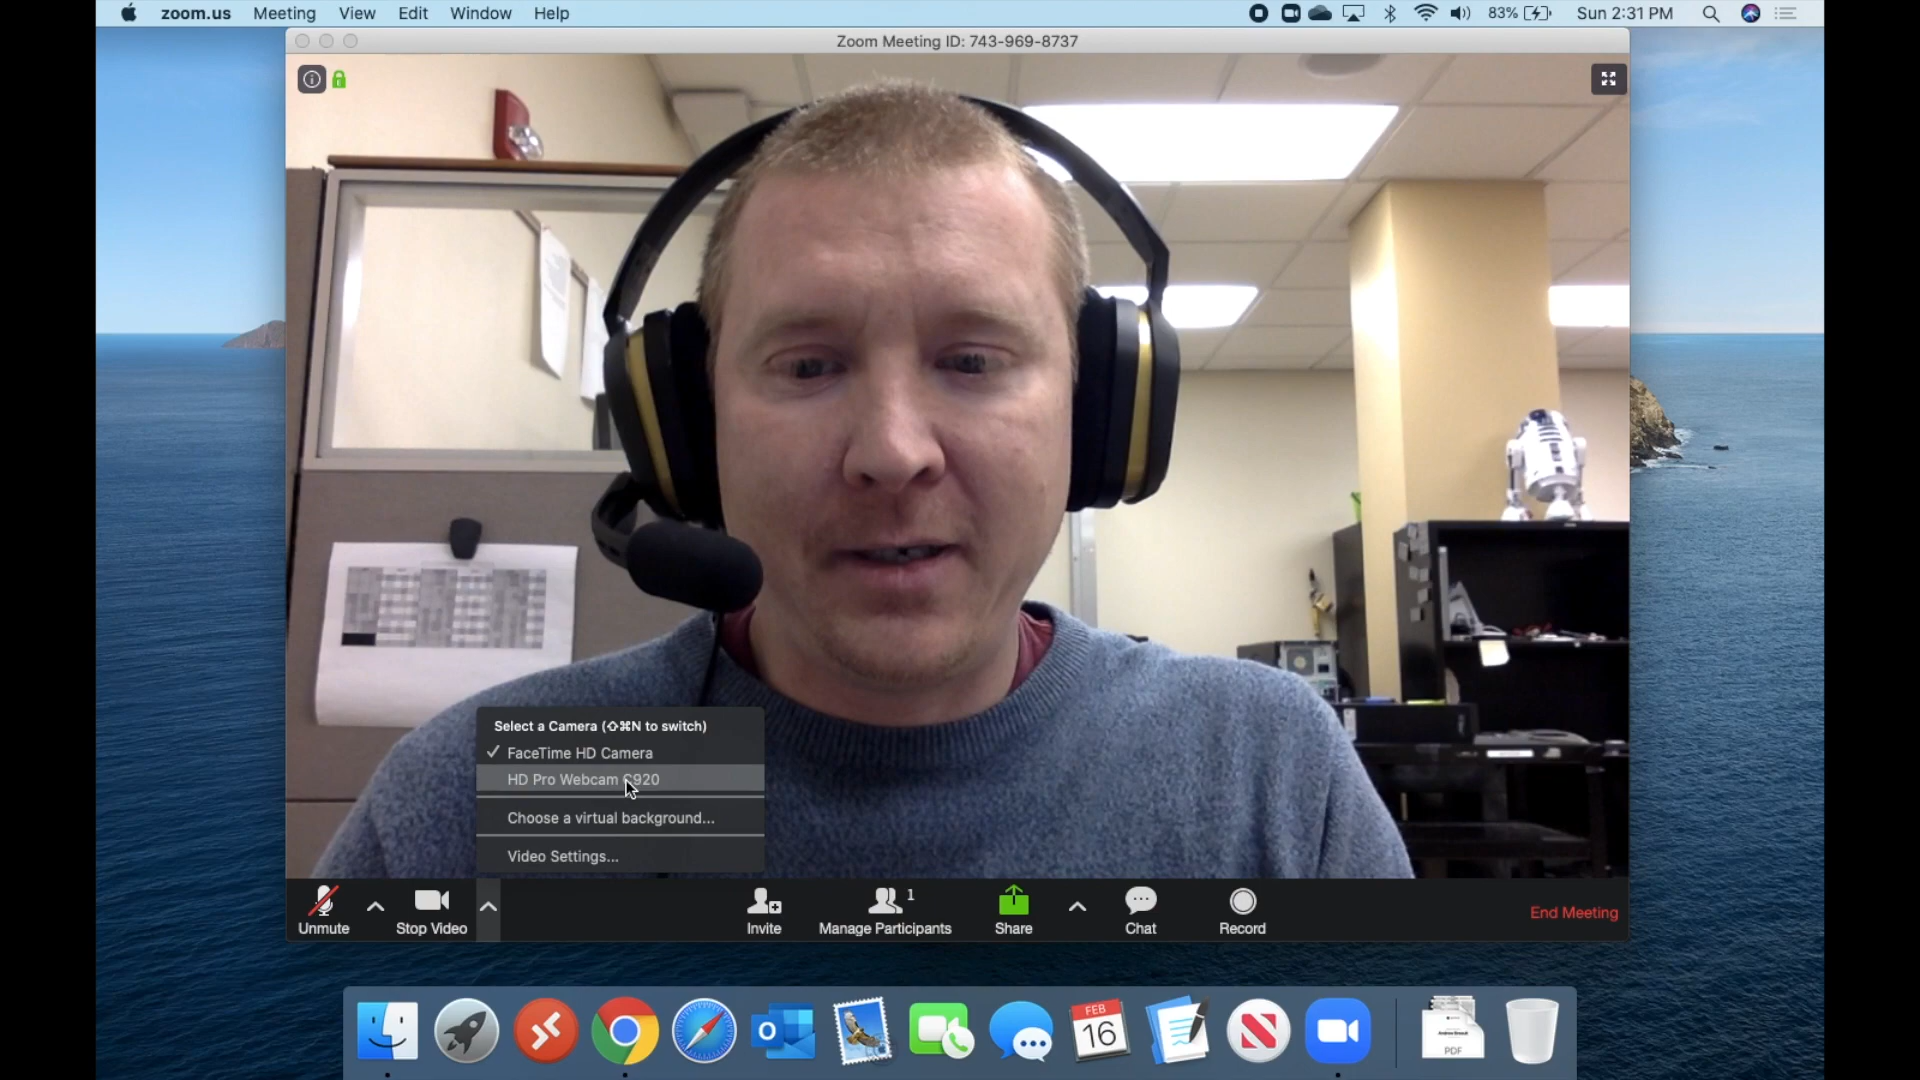 zoom.us Meeting View Edit Window Help 83% Sun 2:31 PM
Zoom Meeting ID: 743-969-8737
Select a Camera (⇧⌘N to switch)
✓ FaceTime HD Camera
HD Pro Webcam C920
Choose a virtual background...
Video Settings...
1
Unmute Stop Video Invite Manage Participants Share Chat Record
End Meeting
FEB
16
PDF